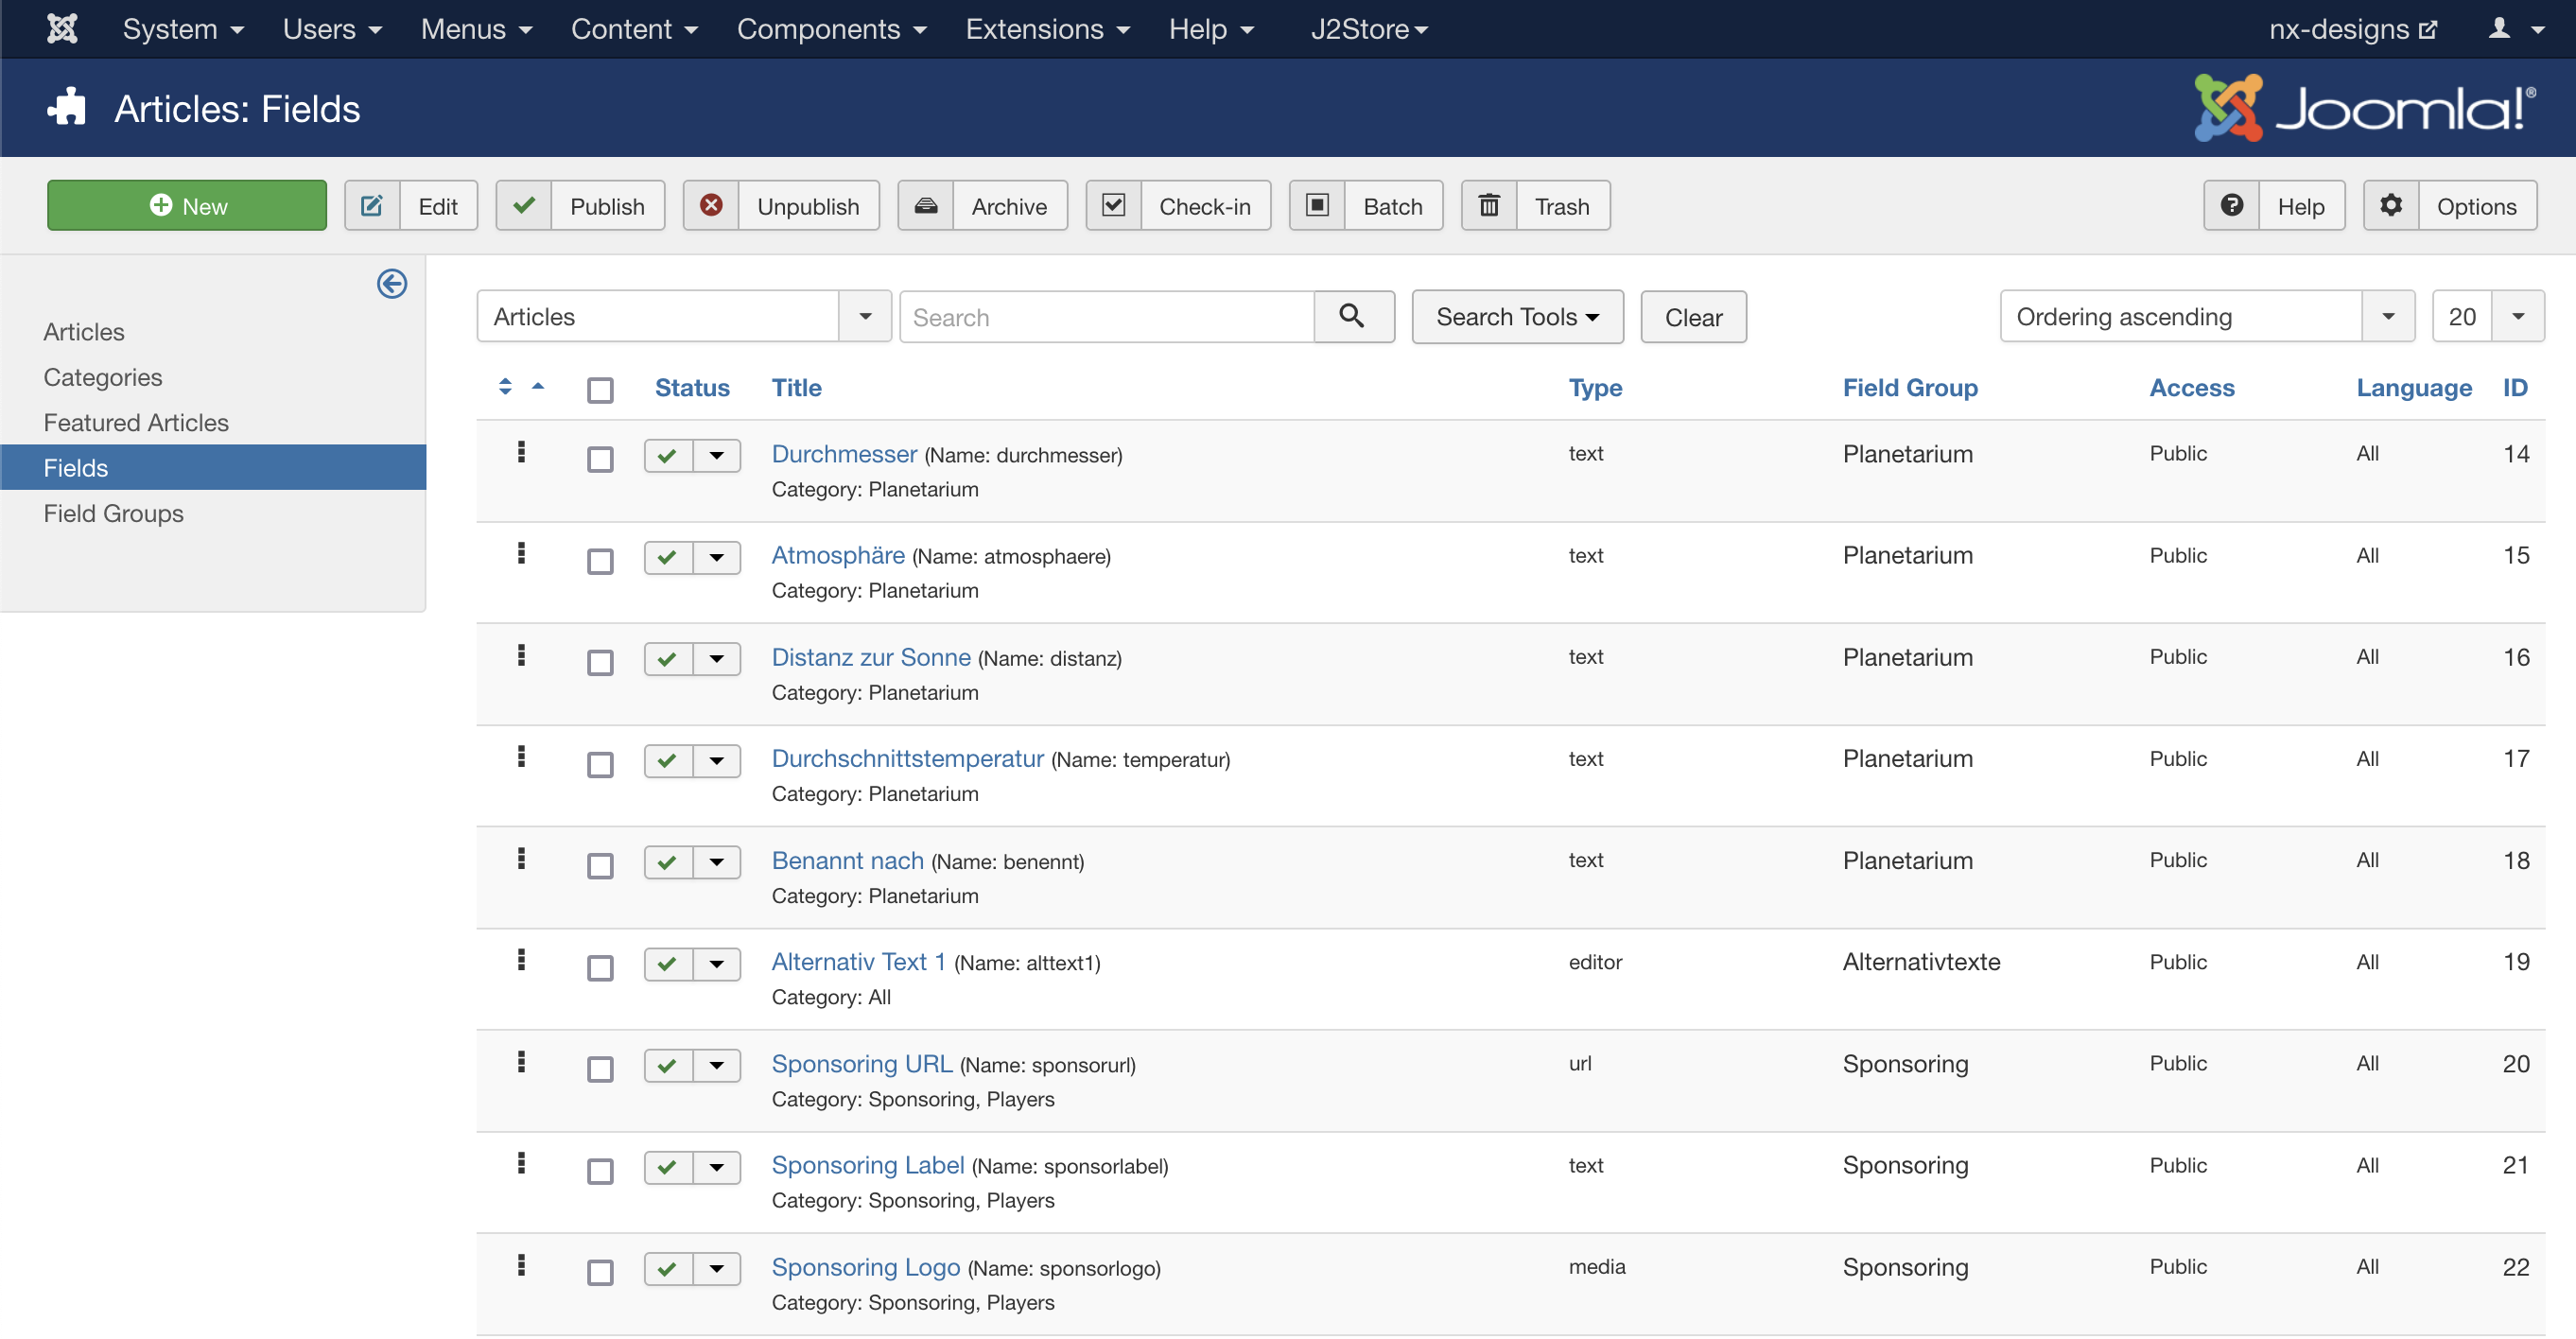 System Users Menus Content Components Extensions Help J2Store nx-designs
Articles: Fields Joomla!®
New Edit Publish Unpublish Archive Check-in Batch Trash Help Options
Articles
Categories
Featured Articles
Fields
Field Groups
Articles Search Search Tools Clear Ordering ascending 20
Status Title Type Field Group Access Language ID
Durchmesser (Name: durchmesser) text Planetarium Public All 14
Category: Planetarium
Atmosphäre (Name: atmosphaere) text Planetarium Public All 15
Category: Planetarium
Distanz zur Sonne (Name: distanz) text Planetarium Public All 16
Category: Planetarium
Durchschnittstemperatur (Name: temperatur) text Planetarium Public All 17
Category: Planetarium
Benannt nach (Name: benennt) text Planetarium Public All 18
Category: Planetarium
Alternativ Text 1 (Name: alttext1) editor Alternativtexte Public All 19
Category: All
Sponsoring URL (Name: sponsorurl) url Sponsoring Public All 20
Category: Sponsoring, Players
Sponsoring Label (Name: sponsorlabel) text Sponsoring Public All 21
Category: Sponsoring, Players
Sponsoring Logo (Name: sponsorlogo) media Sponsoring Public All 22
Category: Sponsoring, Players